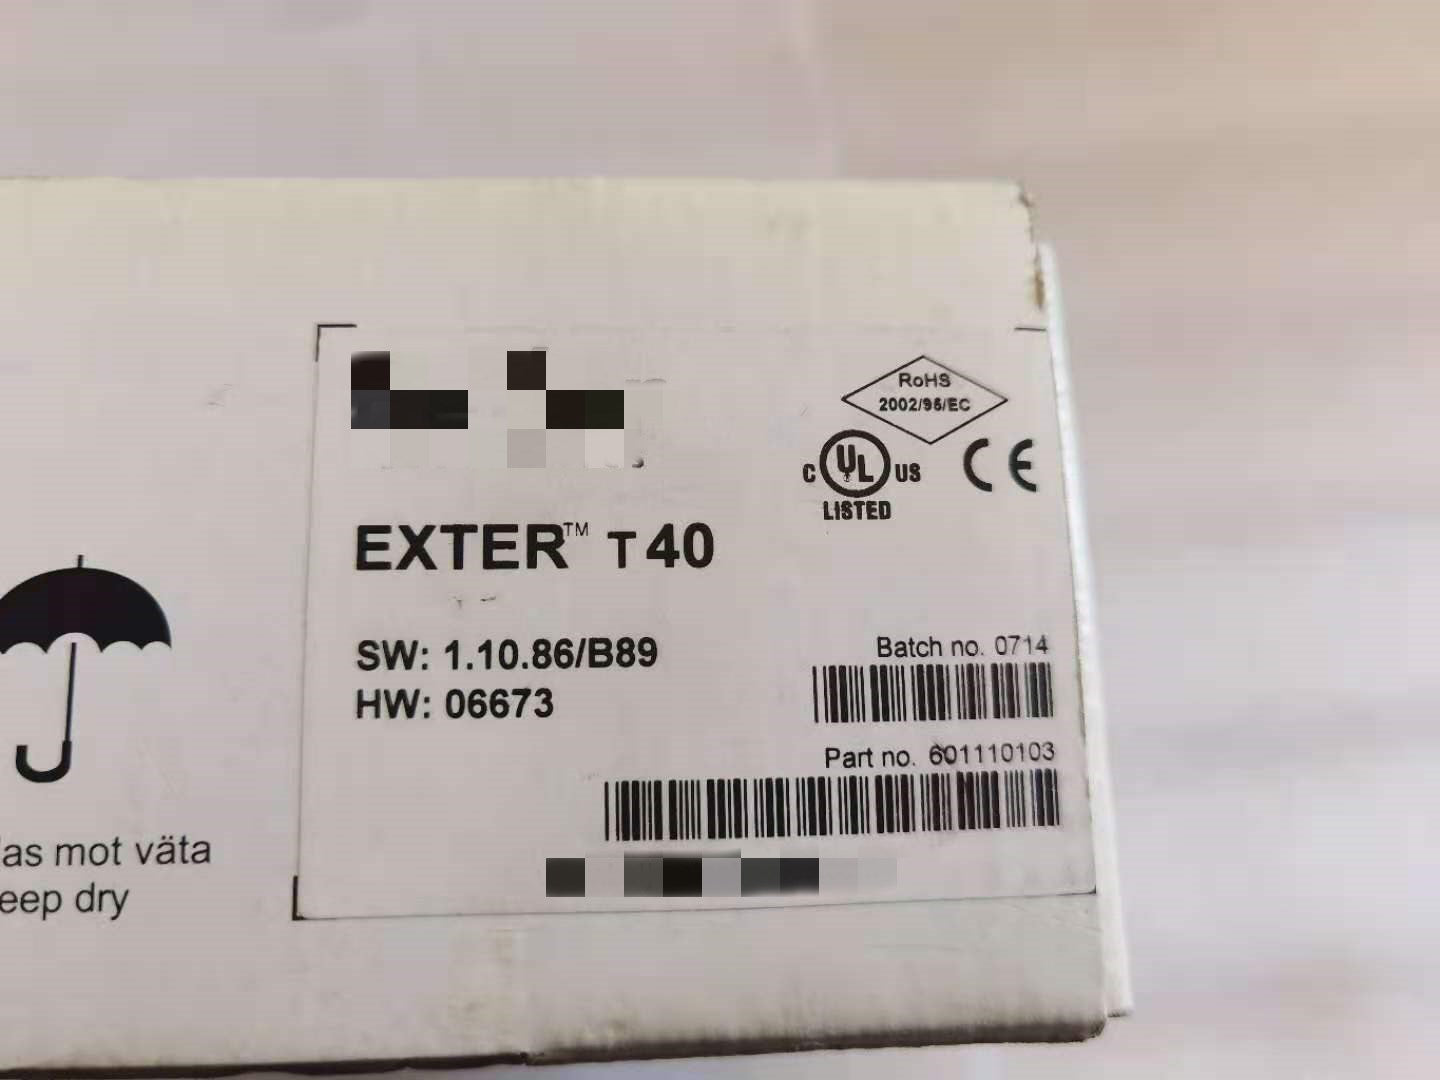 RoHS
2002/95/EC
C UL US
LISTED
CE
EXTER™ T40
SW: 1.10.86/B89
HW: 06673
Batch no. 0714
Part no. 601110103
as mot väta
eep dry